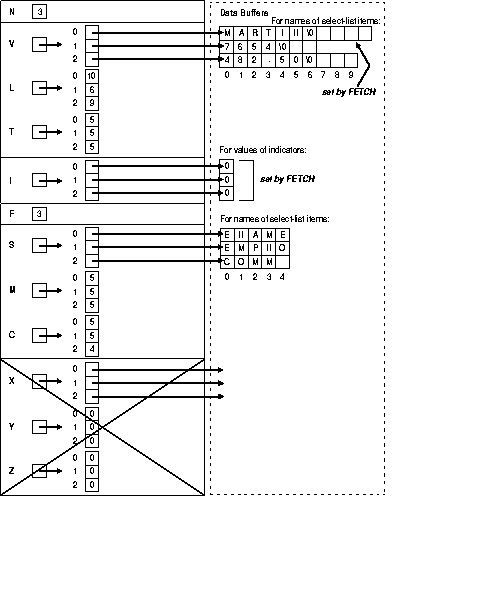 N 3
Data Buffers
For names of select-list items:
V
0 M A R T I N \0
1 7 6 5 4 \0
2 4 8 2 . 5 0 \0
0 1 2 3 4 5 6 7 8 9
set by FETCH
L
0 10
1 6
2 9
T
0 5
1 5
2 5
For values of indicators:
I
0 0
1 0
2 0
set by FETCH
F 3
For names of select-list items:
S
0 E N A M E
1 E M P N O
2 C O M M
0 1 2 3 4
M
0 5
1 5
2 5
C
0 5
1 5
2 4
X
0
1
2
Y
0 0
1 0
2 0
Z
0 0
1 0
2 0